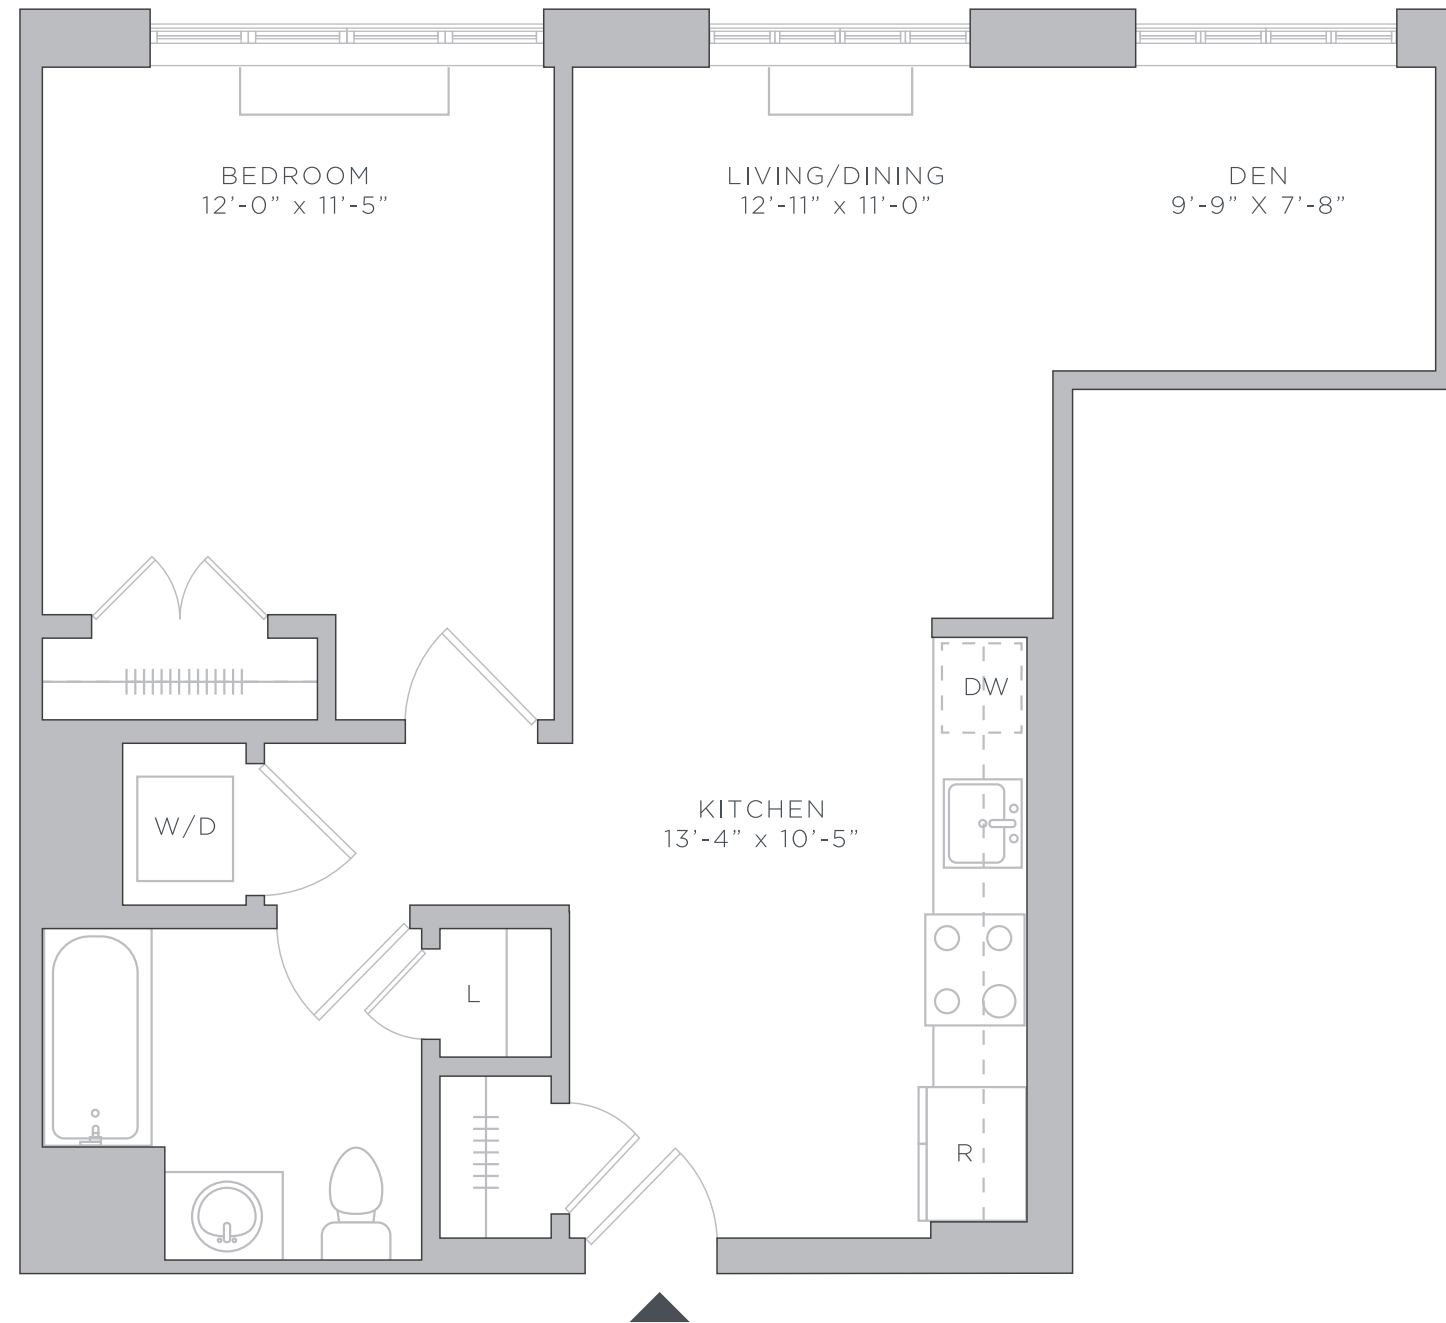 BEDROOM
12’-0” x 11’-5”
LIVING/DINING
12’-11” x 11’-0”
DEN
9’-9” X 7’-8”
DW
KITCHEN
13’-4” x 10’-5”
W/D
L
R